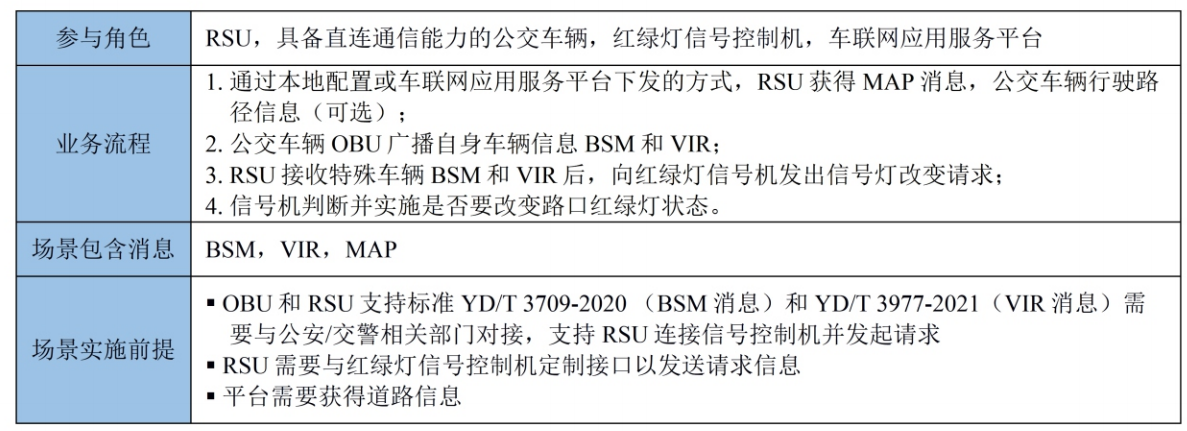 参与角色
RSU，具备直连通信能力的公交车辆，红绿灯信号控制机，车联网应用服务平台
业务流程
1. 通过本地配置或车联网应用服务平台下发的方式，RSU 获得 MAP 消息，公交车辆行驶路
径信息（可选）；
2. 公交车辆 OBU 广播自身车辆信息 BSM 和 VIR；
3. RSU 接收特殊车辆 BSM 和 VIR 后，向红绿灯信号机发出信号灯改变请求；
4. 信号机判断并实施是否要改变路口红绿灯状态。
场景包含消息
BSM，VIR，MAP
场景实施前提
▪ OBU 和 RSU 支持标准 YD/T 3709-2020 （BSM 消息）和 YD/T 3977-2021（VIR 消息）需
要与公安/交警相关部门对接，支持 RSU 连接信号控制机并发起请求
▪ RSU 需要与红绿灯信号控制机定制接口以发送请求信息
▪ 平台需要获得道路信息